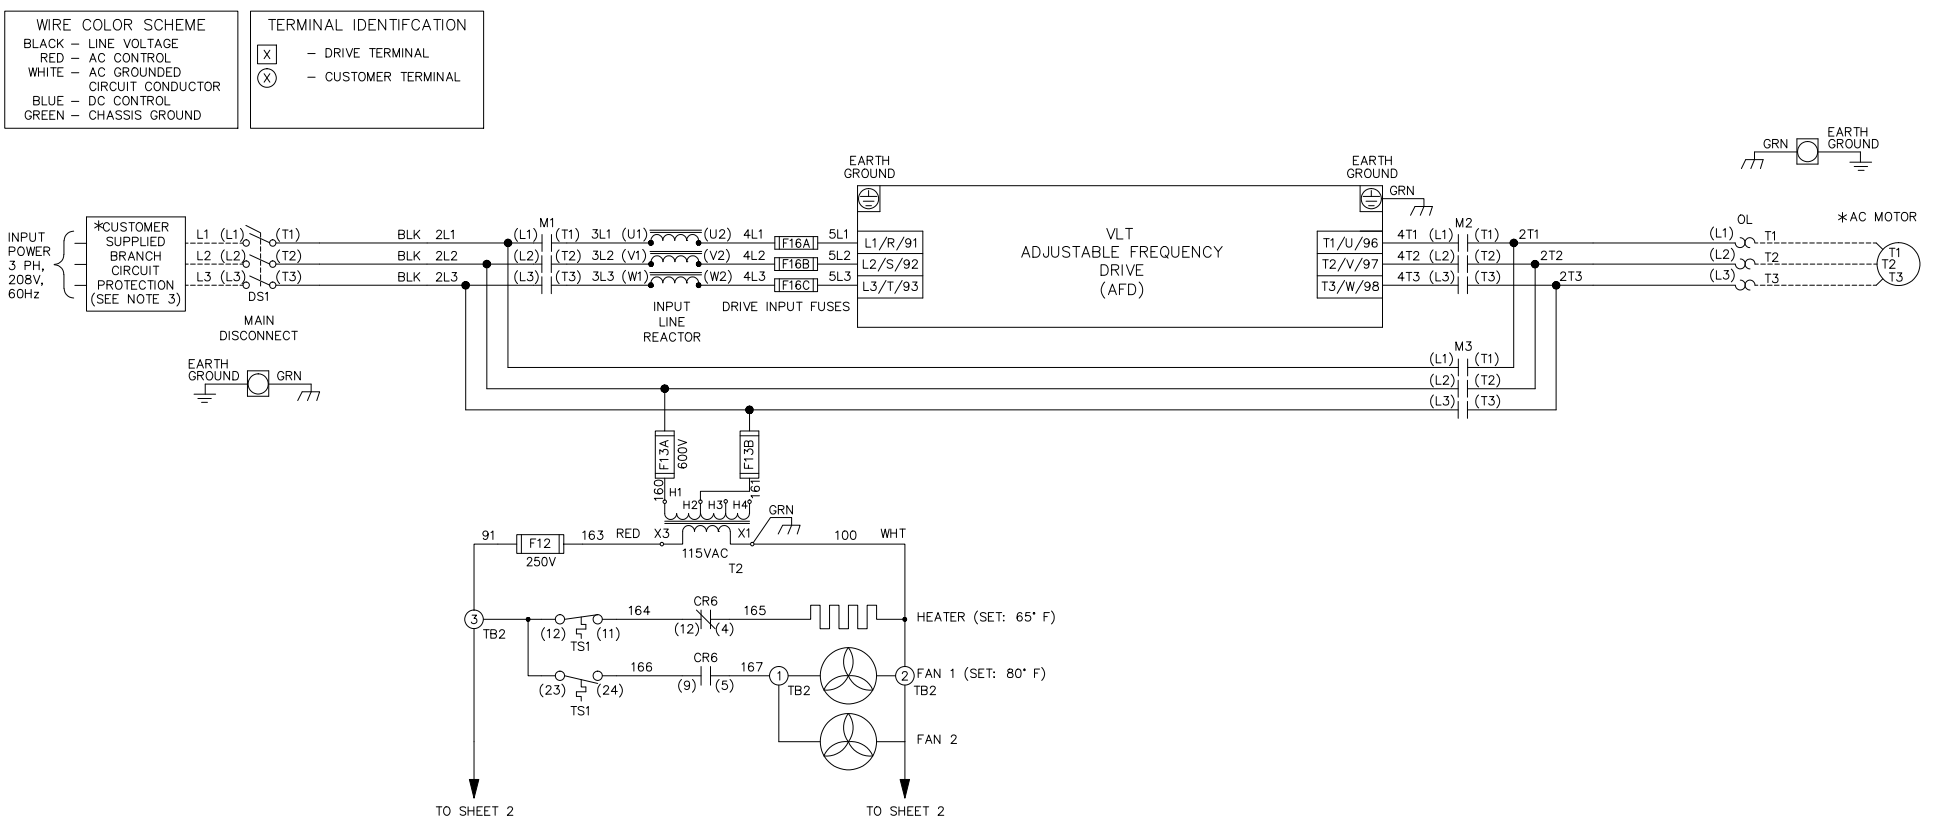 WIRE COLOR SCHEME
BLACK – LINE VOLTAGE
RED – AC CONTROL
WHITE – AC GROUNDED
CIRCUIT CONDUCTOR
BLUE – DC CONTROL
GREEN – CHASSIS GROUND
TERMINAL IDENTIFCATION
X – DRIVE TERMINAL
X – CUSTOMER TERMINAL
GRN
EARTH
GROUND
EARTH
GROUND
EARTH
GROUND
GRN
INPUT
POWER
3 PH,
208V,
60Hz
*CUSTOMER
SUPPLIED
BRANCH
CIRCUIT
PROTECTION
(SEE NOTE 3)
L1 (L1) (T1) BLK 2L1 (L1) M1 (T1) 3L1 (U1) (U2) 4L1 F16A 5L1 L1/R/91
L2 (L2) (T2) BLK 2L2 (L2) (T2) 3L2 (V1) (V2) 4L2 F16B 5L2 L2/S/92
L3 (L3) (T3) BLK 2L3 (L3) (T3) 3L3 (W1) (W2) 4L3 F16C 5L3 L3/T/93
DS1
MAIN
DISCONNECT
INPUT
LINE
REACTOR
DRIVE INPUT FUSES
VLT
ADJUSTABLE FREQUENCY
DRIVE
(AFD)
T1/U/96 4T1 (L1) M2 (T1) 2T1 (L1) OL T1
T2/V/97 4T2 (L2) (T2) 2T2 (L2) T2
T3/W/98 4T3 (L3) (T3) 2T3 (L3) T3
*AC MOTOR
T1
T2
T3
EARTH
GROUND
GRN
M3
(L1) (T1)
(L2) (T2)
(L3) (T3)
F13A
600V
F13B
160
161
H1
H2 H3 H4
GRN
91 F12 163 RED X3 X1 100 WHT
250V
115VAC
T2
3
TB2
(12) (11) 164 CR6 165 HEATER (SET: 65° F)
TS1
(12) (4)
(23) (24) 166 CR6 167 1 2 FAN 1 (SET: 80° F)
TS1
(9) (5)
TB2
TB2
FAN 2
TO SHEET 2
TO SHEET 2